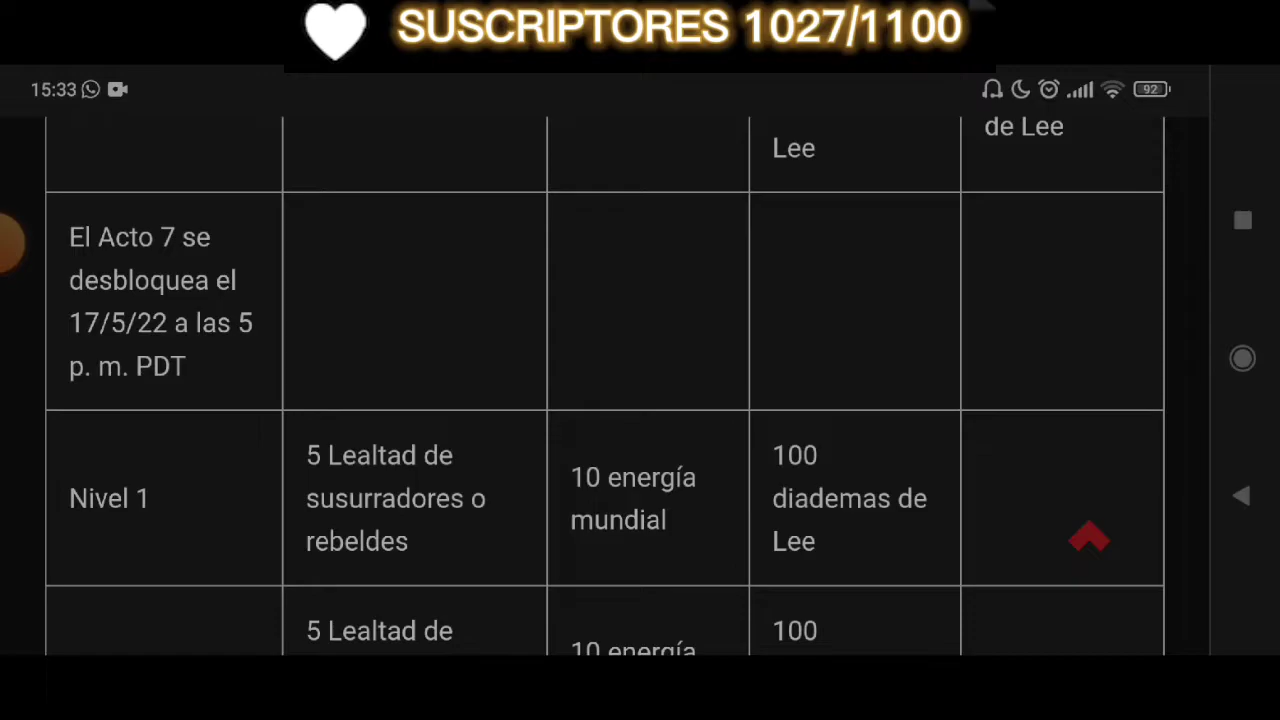 SUSCRIPTORES 1027/1100
15:33
92
de Lee
Lee
El Acto 7 se
desbloquea el
17/5/22 a las 5
p. m. PDT
Nivel 1
5 Lealtad de
susurradores o
rebeldes
10 energía
mundial
100
diademas de
Lee
5 Lealtad de
10 energía
100